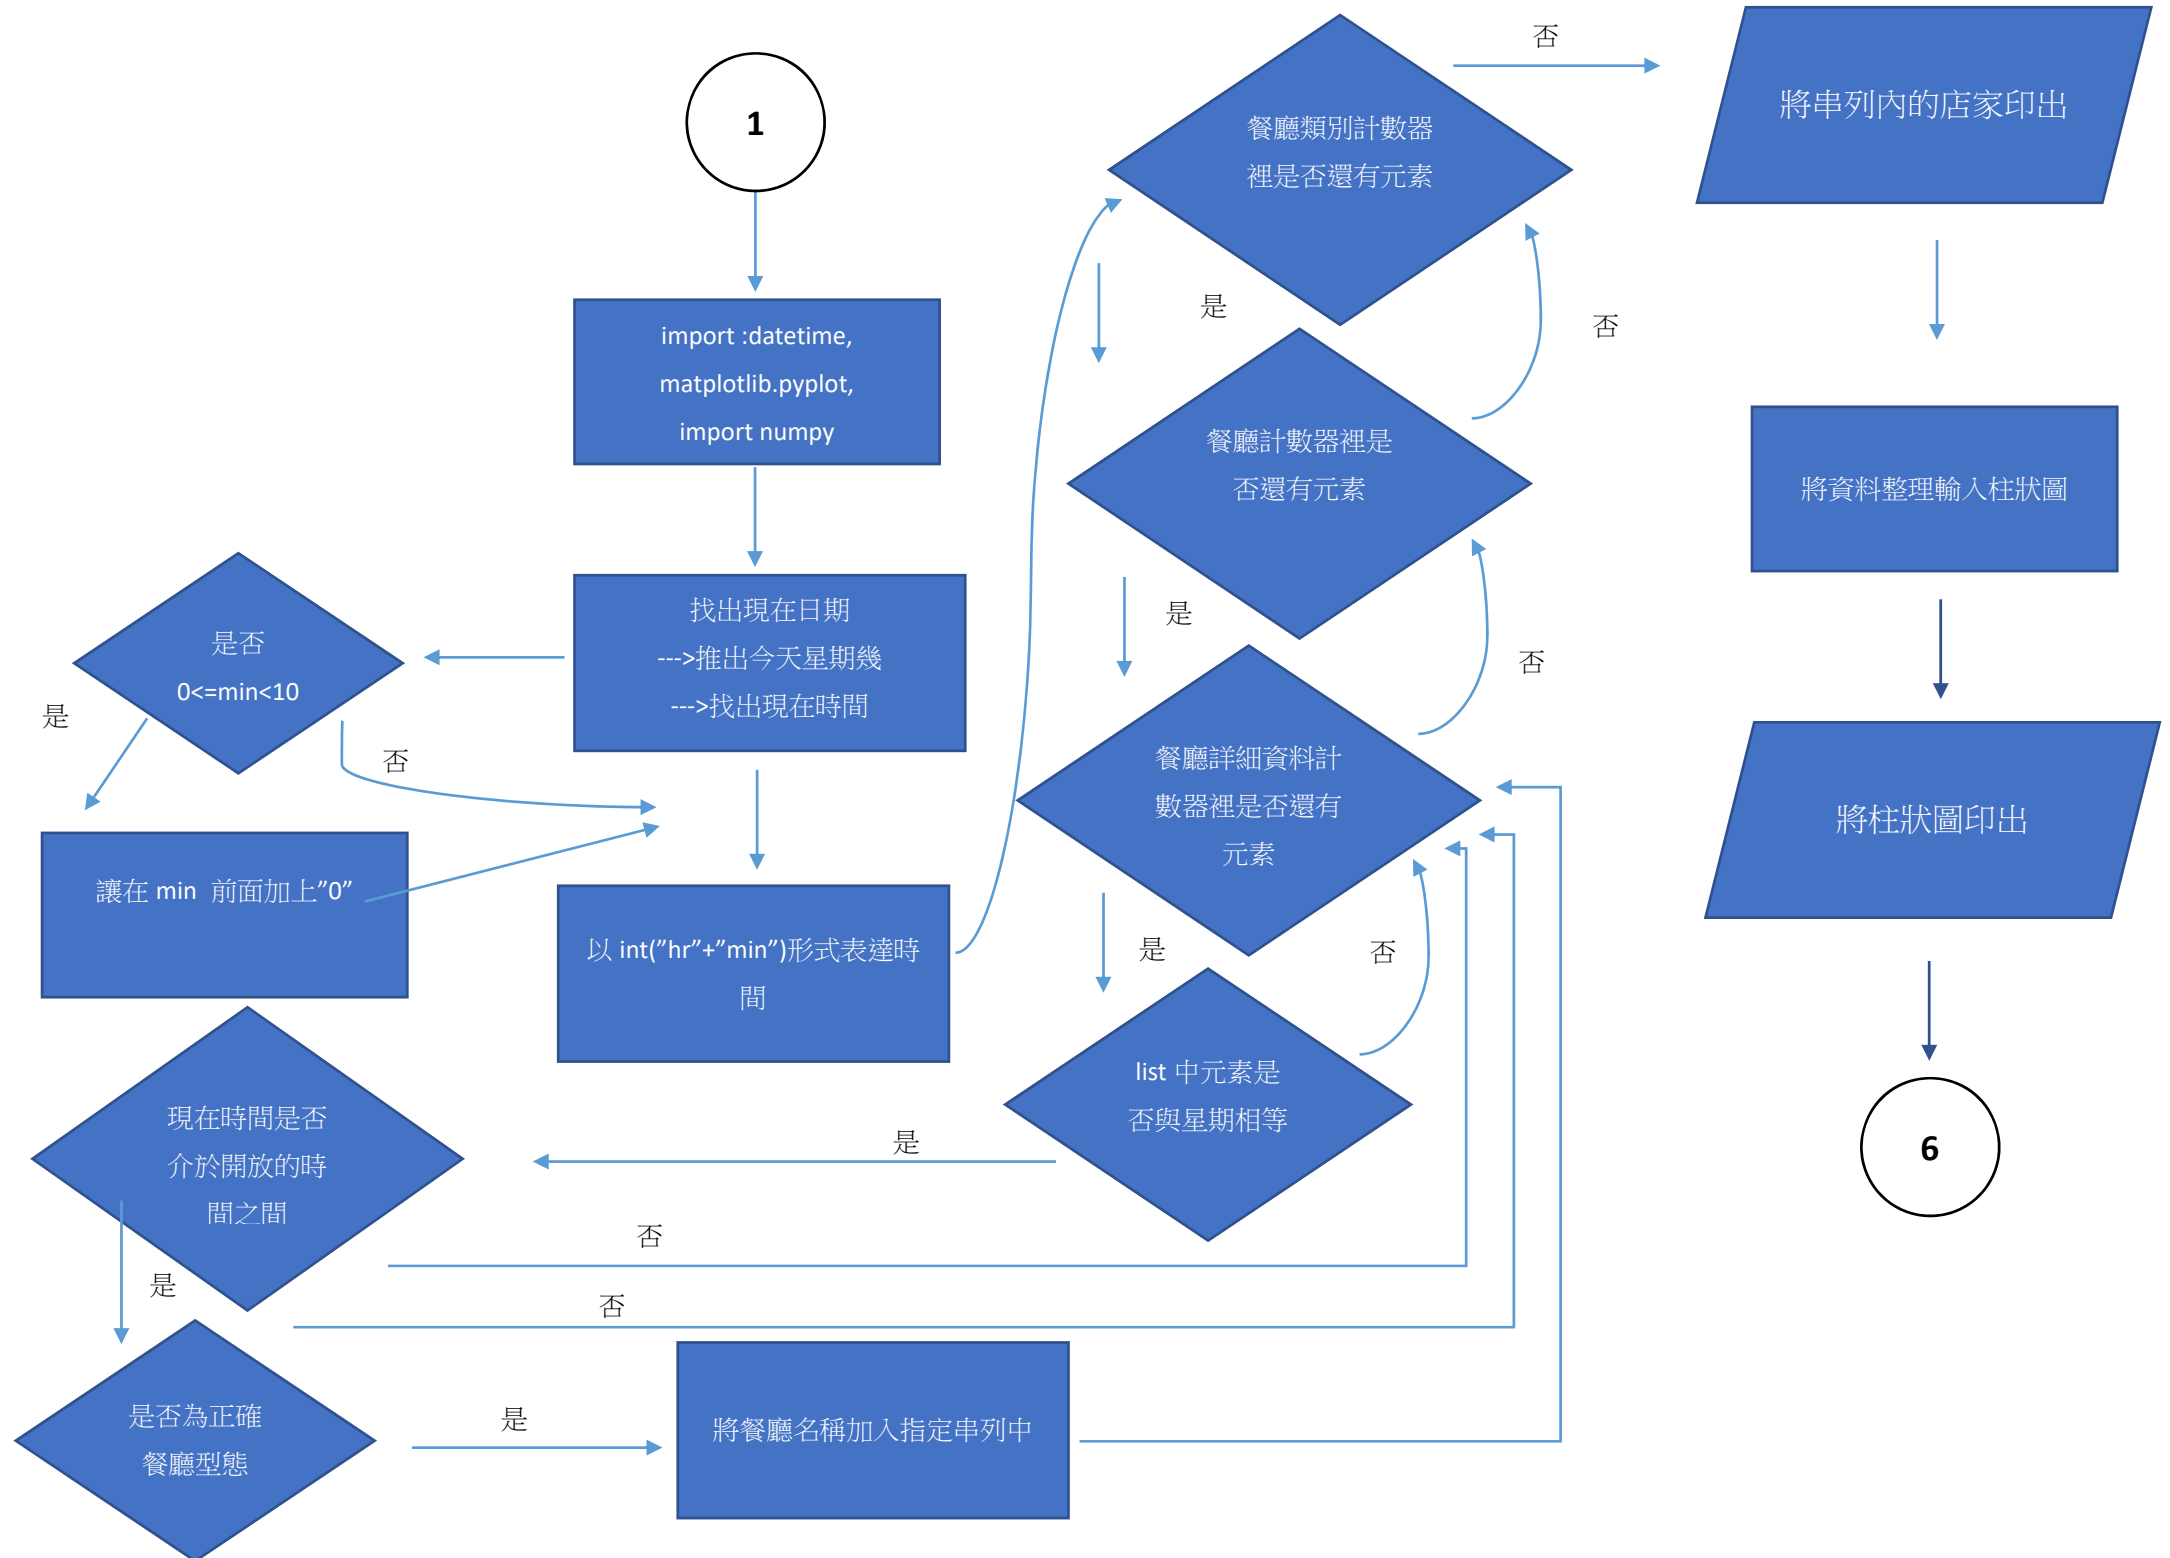 1
import :datetime,
matplotlib.pyplot,
import numpy
找出現在日期
--->推出今天星期幾
--->找出現在時間
是否
0<=min<10
是
否
讓在 min 前面加上”0”
以 int(”hr”+”min”)形式表達時
間
餐廳類別計數器
裡是否還有元素
否
是
否
餐廳計數器裡是
否還有元素
是
否
餐廳詳細資料計
數器裡是否還有
元素
是
否
list 中元素是
否與星期相等
是
現在時間是否
介於開放的時
間之間
否
是
否
是否為正確
餐廳型態
是
將餐廳名稱加入指定串列中
將串列內的店家印出
將資料整理輸入柱狀圖
將柱狀圖印出
6